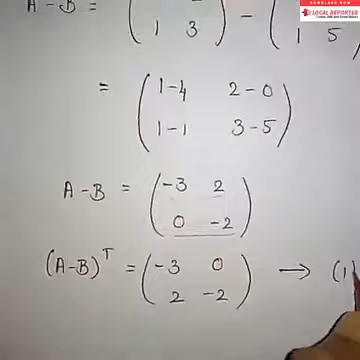 LOCAL REPORTER
A - B =
1 3 - 1 5
= ( 1-4 2-0
1-1 3-5 )
A-B = ( -3 2
0 -2 )
(A-B)ᵀ = ( -3 0
2 -2 ) → (1)